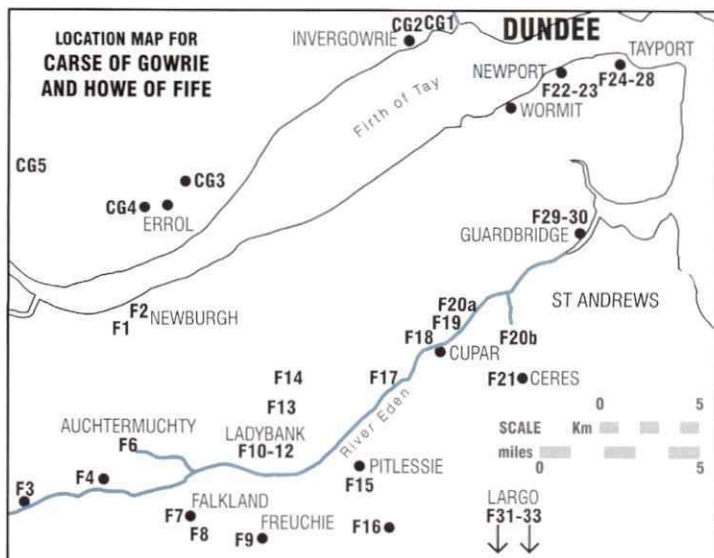 LOCATION MAP FOR
CARSE OF GOWRIE
AND HOWE OF FIFE
CG2 CG1
INVERGOWRIE
DUNDEE
TAYPORT
NEWPORT
F24-28
F22-23
WORMIT
Firth of Tay
CG5
CG3
CG4
ERROL
F29-30
GUARDBRIDGE
ST ANDREWS
F2
NEWBURGH
F1
F20a
F19
F18
F20b
CUPAR
F14
F17
F21
CERES
F13
River Eden
AUCHTERMUCHTY
F6
LADYBANK
F10-12
0 5
SCALE Km
miles
0 5
F4
F3
PITLESSIE
F15
F7
FALKLAND
F8
F9
FREUCHIE
F16
LARGO
F31-33